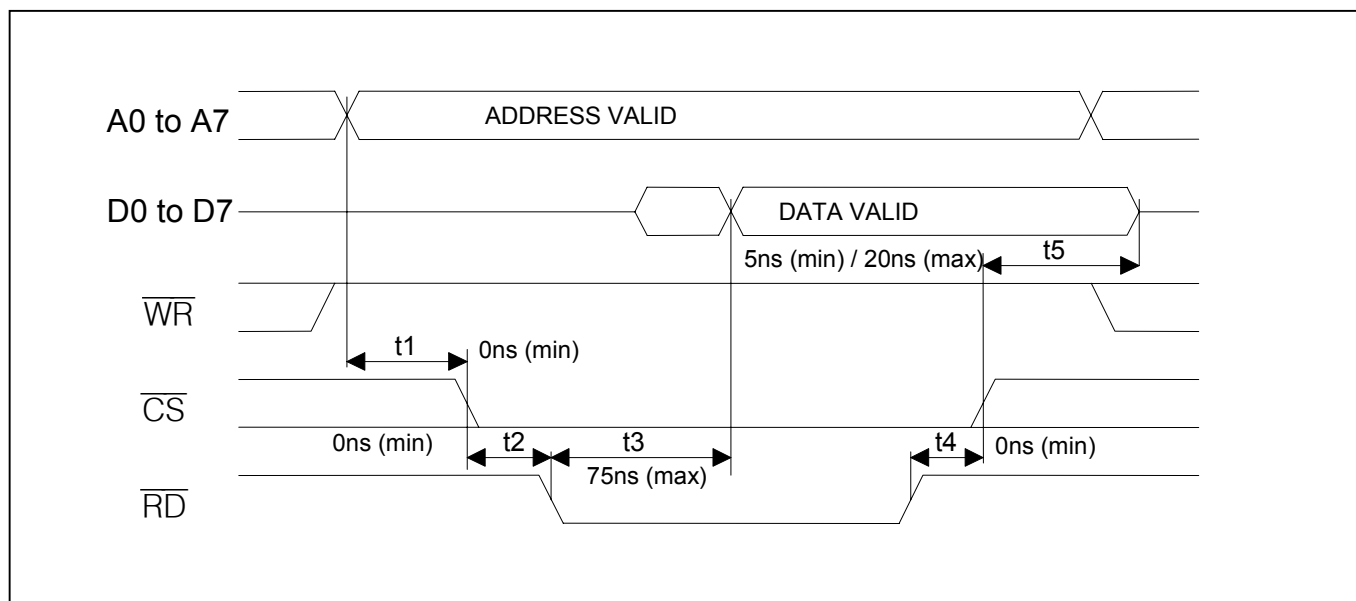 A0 to A7
ADDRESS VALID
D0 to D7
DATA VALID
5ns (min) / 20ns (max)
t5
WR
t1
0ns (min)
CS
0ns (min)
t2
t3
t4
0ns (min)
75ns (max)
RD